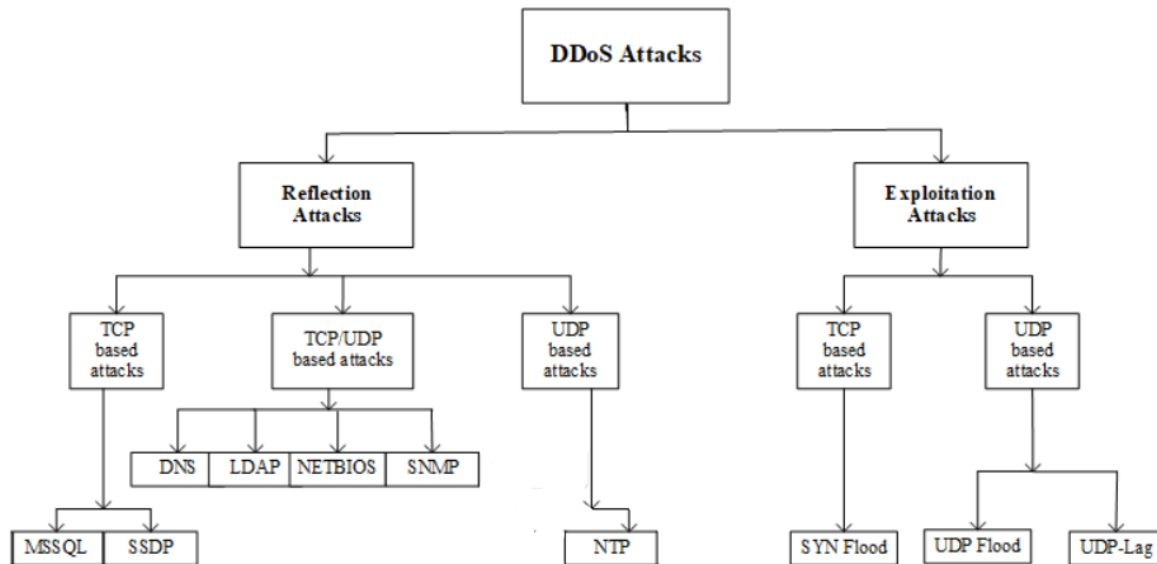 DDoS Attacks
Reflection
Attacks
Exploitation
Attacks
TCP
based
attacks
TCP/UDP
based attacks
UDP
based
attacks
TCP
based
attacks
UDP
based
attacks
DNS
LDAP
NETBIOS
SNMP
MSSQL
SSDP
NTP
SYN Flood
UDP Flood
UDP-Lag